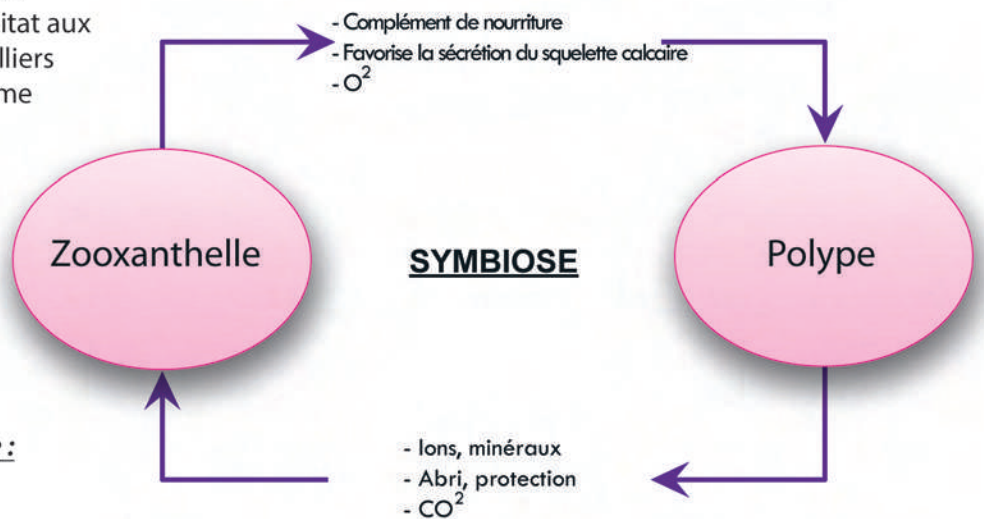 itat aux
lliers
me
- Complément de nourriture
- Favorise la sécrétion du squelette calcaire
- O²
Zooxanthelle
SYMBIOSE
Polype
:
- Ions, minéraux
- Abri, protection
- CO²